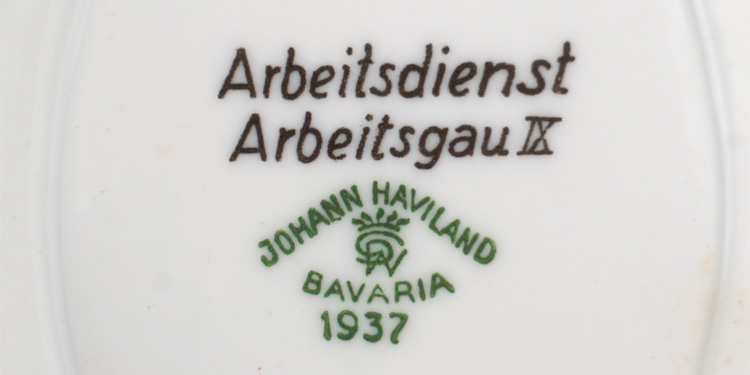 Arbeitsdienst
Arbeitsgau IX
JOHANN HAVILAND
BAVARIA
1937